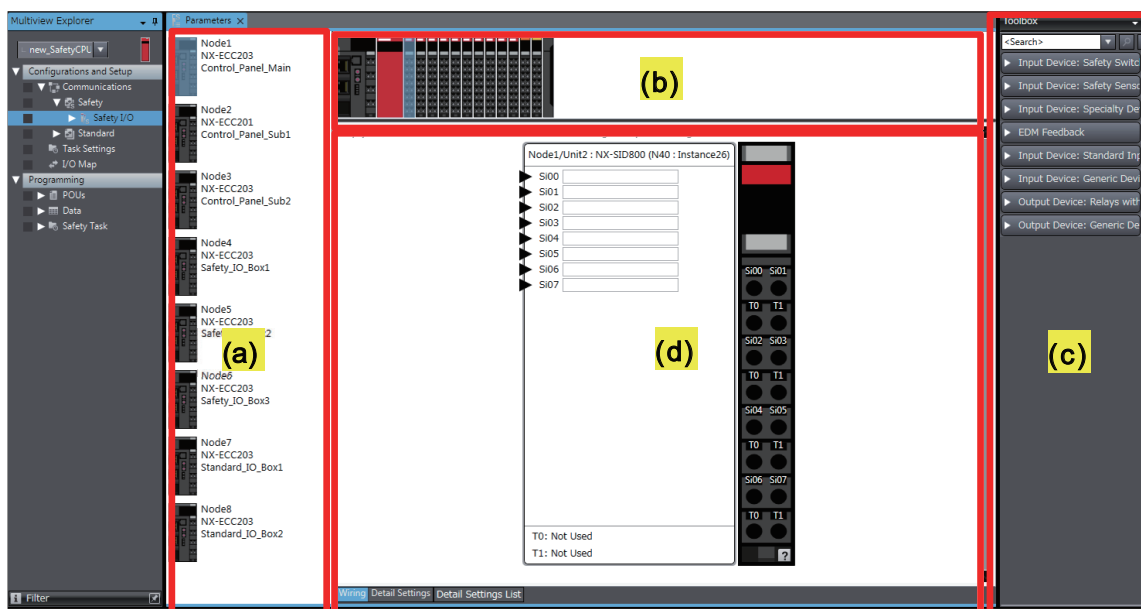 Multiview Explorer
new_SafetyCPU
Configurations and Setup
Communications
Safety
Safety I/O
Standard
Task Settings
I/O Map
Programming
POUs
Data
Safety Task
Filter
Parameters
Node1
NX-ECC203
Control_Panel_Main
Node2
NX-ECC201
Control_Panel_Sub1
Node3
NX-ECC203
Control_Panel_Sub2
Node4
NX-ECC203
Safety_IO_Box1
Node5
NX-ECC203
Safe
2
(a)
Node6
NX-ECC203
Safety_IO_Box3
Node7
NX-ECC203
Standard_IO_Box1
Node8
NX-ECC203
Standard_IO_Box2
(b)
Node1/Unit2 : NX-SID800 (N40 : Instance26)
Si00
Si01
Si02
Si03
Si04
Si05
Si06
Si07
(d)
T0: Not Used
T1: Not Used
Si00 Si01
T0 T1
Si02 Si03
T0 T1
Si04 Si05
T0 T1
Si06 Si07
T0 T1
?
Wiring Detail Settings Detail Settings List
Toolbox
<Search>
Input Device: Safety Switc
Input Device: Safety Senso
Input Device: Specialty De
EDM Feedback
Input Device: Standard Inp
Input Device: Generic Devi
Output Device: Relays with
Output Device: Generic De
(c)